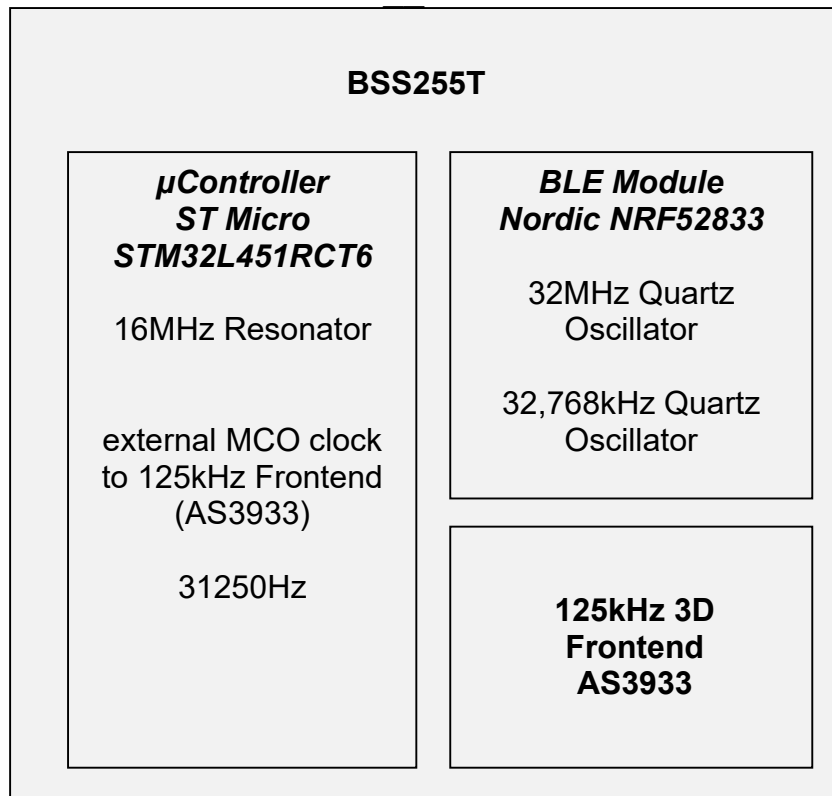 BSS255T
µController
ST Micro
STM32L451RCT6
16MHz Resonator
external MCO clock
to 125kHz Frontend
(AS3933)
31250Hz
BLE Module
Nordic NRF52833
32MHz Quartz
Oscillator
32,768kHz Quartz
Oscillator
125kHz 3D
Frontend
AS3933